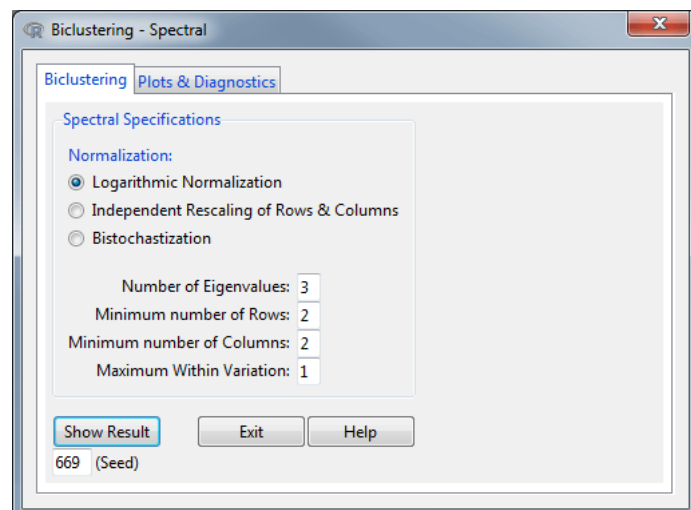 Biclustering - Spectral
Biclustering Plots & Diagnostics
Spectral Specifications
Normalization:
Logarithmic Normalization
Independent Rescaling of Rows & Columns
Bistochastization
Number of Eigenvalues: 3
Minimum number of Rows: 2
Minimum number of Columns: 2
Maximum Within Variation: 1
Show Result Exit Help
669 (Seed)